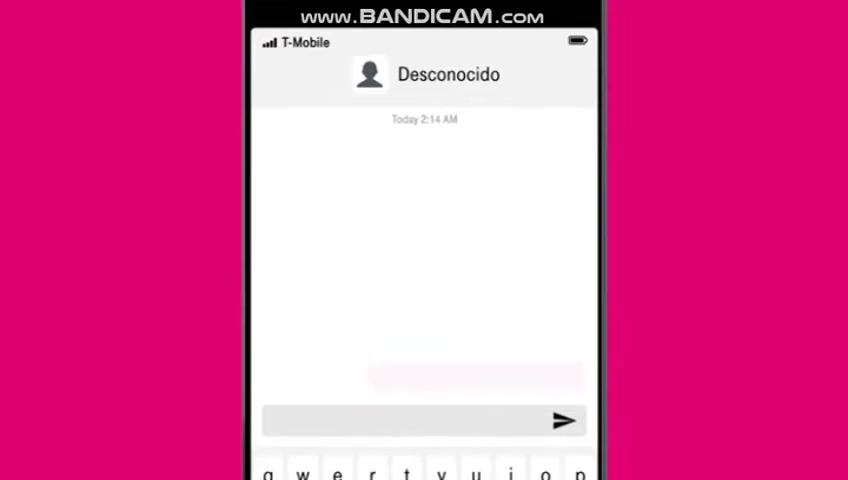 www.BANDICAM.com
T-Mobile
Desconocido
Today 2:14 AM
q w e r t y u i o p